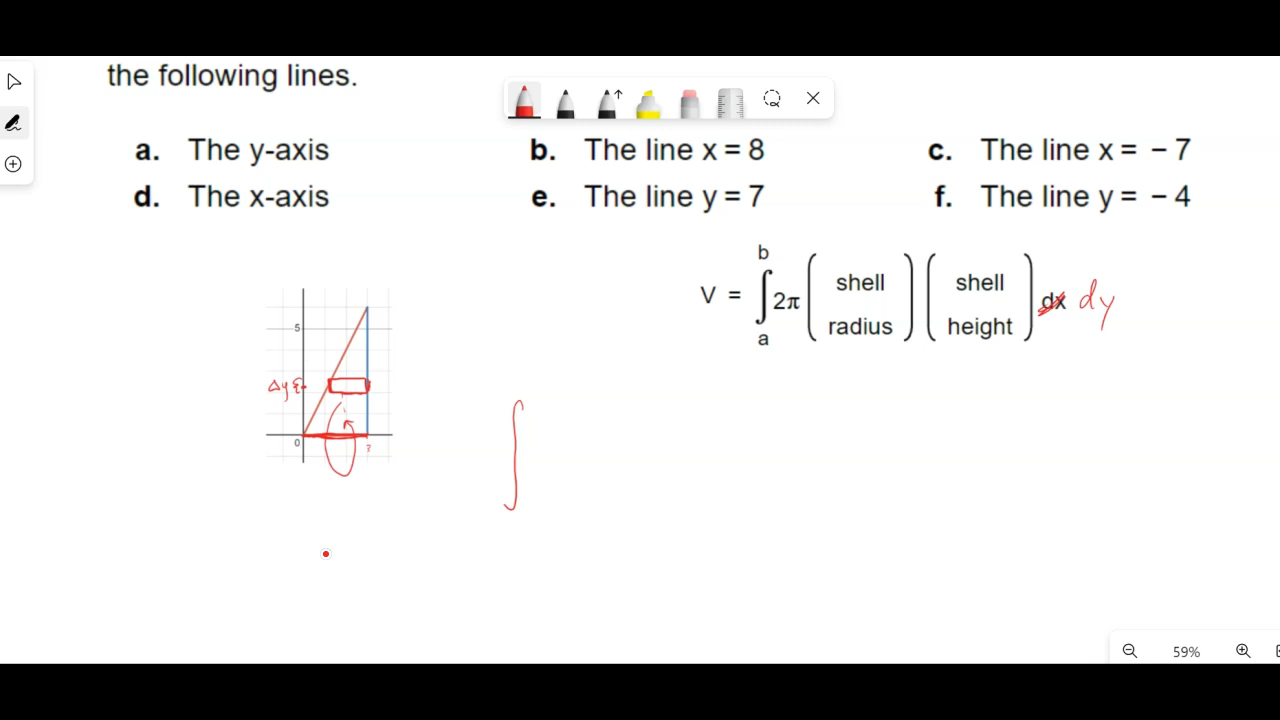 the following lines.
a. The y-axis b. The line x = 8 c. The line x = − 7
d. The x-axis e. The line y = 7 f. The line y = − 4
b
V = ∫ 2π ( shell radius ) ( shell height ) dx dy
a
5
Δy
0 ?
59%